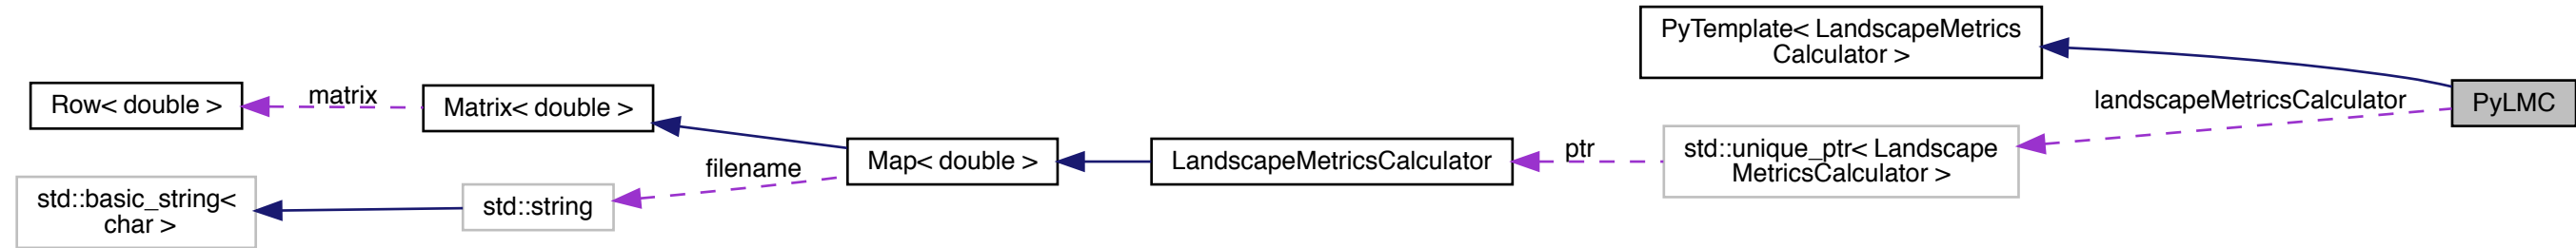 PyTemplate< LandscapeMetrics
Calculator >
Row< double >
matrix
Matrix< double >
landscapeMetricsCalculator
PyLMC
filename
Map< double >
LandscapeMetricsCalculator
ptr
std::unique_ptr< Landscape
MetricsCalculator >
std::basic_string<
char >
std::string